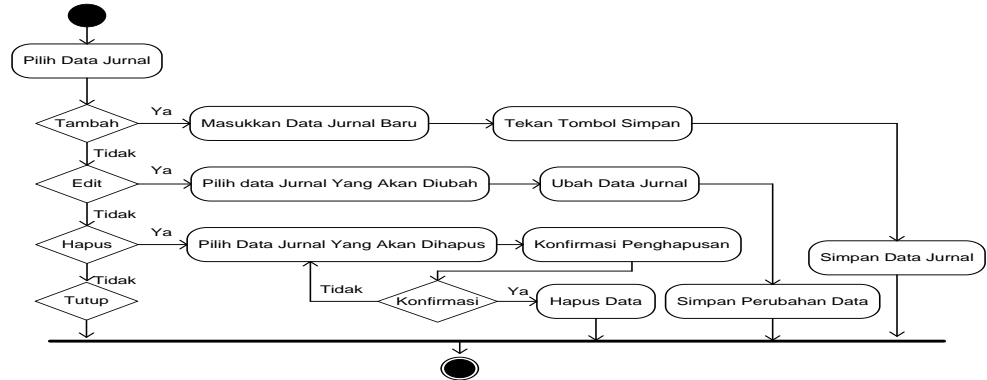 Pilih Data Jurnal
Tambah
Ya
Masukkan Data Jurnal Baru
Tekan Tombol Simpan
Tidak
Edit
Ya
Pilih data Jurnal Yang Akan Diubah
Ubah Data Jurnal
Tidak
Hapus
Ya
Pilih Data Jurnal Yang Akan Dihapus
Konfirmasi Penghapusan
Simpan Data Jurnal
Tidak
Tutup
Tidak
Konfirmasi
Ya
Hapus Data
Simpan Perubahan Data